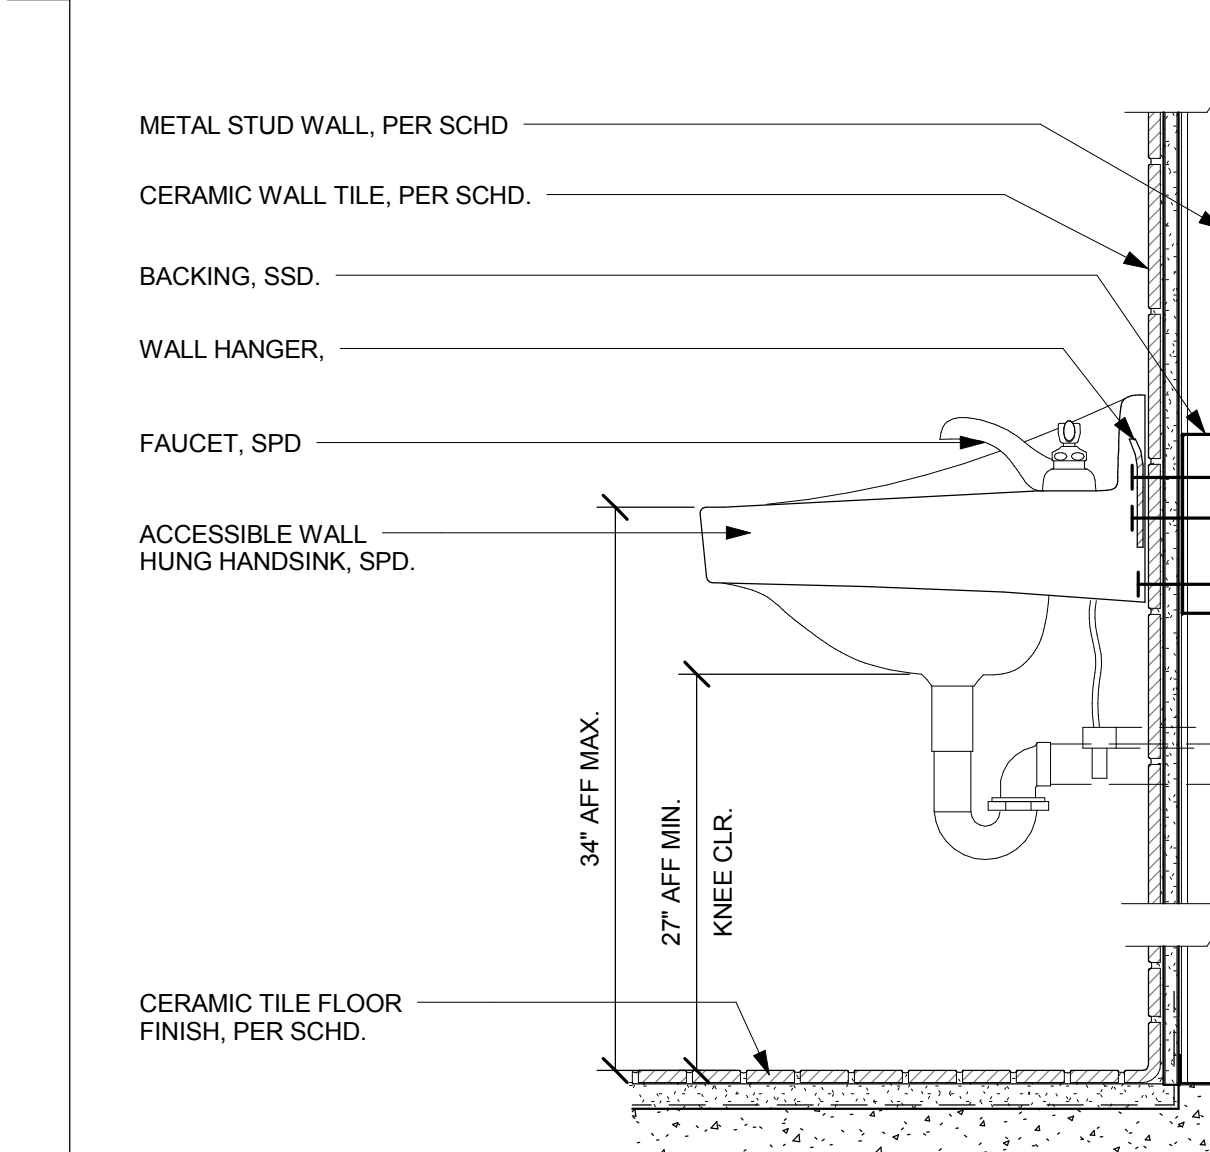 METAL STUD WALL, PER SCHD
CERAMIC WALL TILE, PER SCHD.
BACKING, SSD.
WALL HANGER,
FAUCET, SPD
ACCESSIBLE WALL
HUNG HANDSINK, SPD.
34" AFF MAX.
27" AFF MIN.
KNEE CLR.
CERAMIC TILE FLOOR
FINISH, PER SCHD.